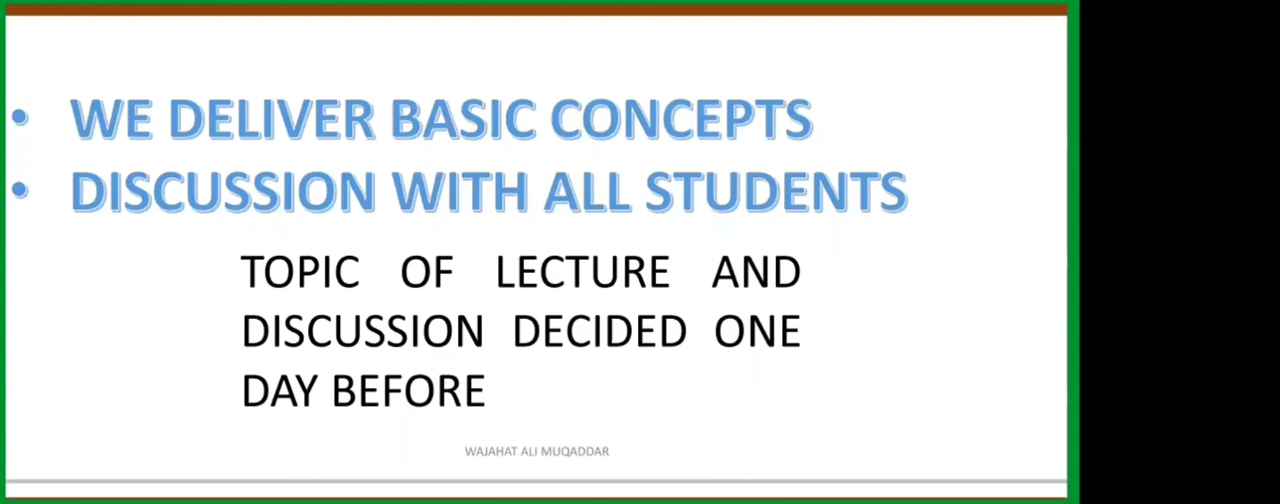 • WE DELIVER BASIC CONCEPTS
• DISCUSSION WITH ALL STUDENTS
TOPIC OF LECTURE AND
DISCUSSION DECIDED ONE
DAY BEFORE
WAJAHAT ALI MUQADDAR